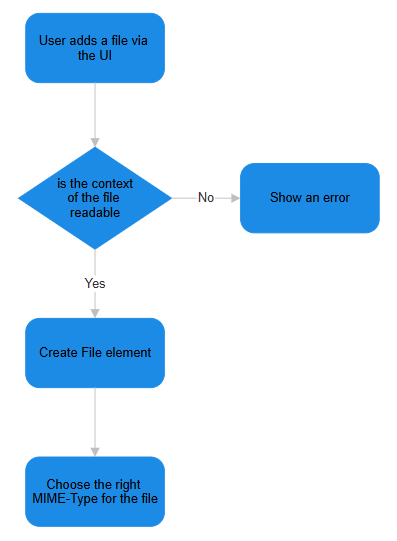 User adds a file via
the UI
is the context
of the file
readable
No
Show an error
Yes
Create File element
Choose the right
MIME-Type for the file